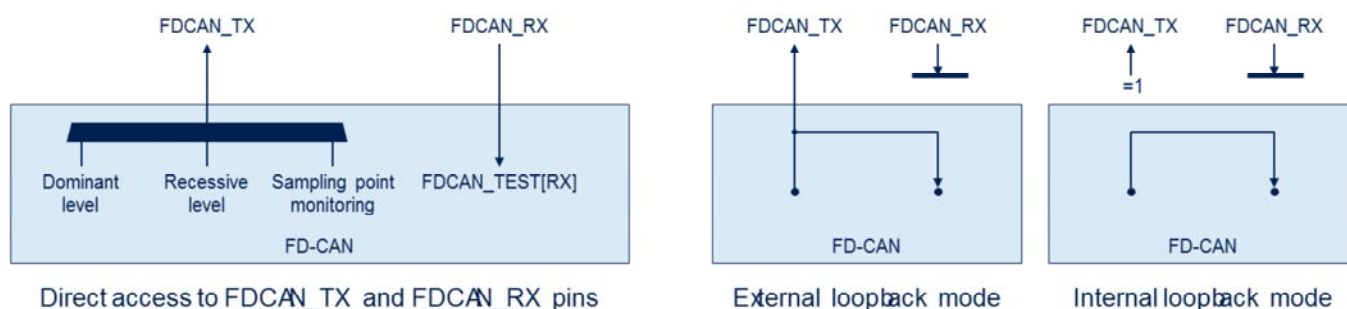 FDCAN_TX
FDCAN_RX
Dominant
level
Recessive
level
Sampling point
monitoring
FDCAN_TEST[RX]
FD-CAN
Direct access to FDCAN_TX and FDCAN_RX pins
FDCAN_TX
FDCAN_RX
FD-CAN
External loopback mode
FDCAN_TX
FDCAN_RX
=1
FD-CAN
Internal loopback mode